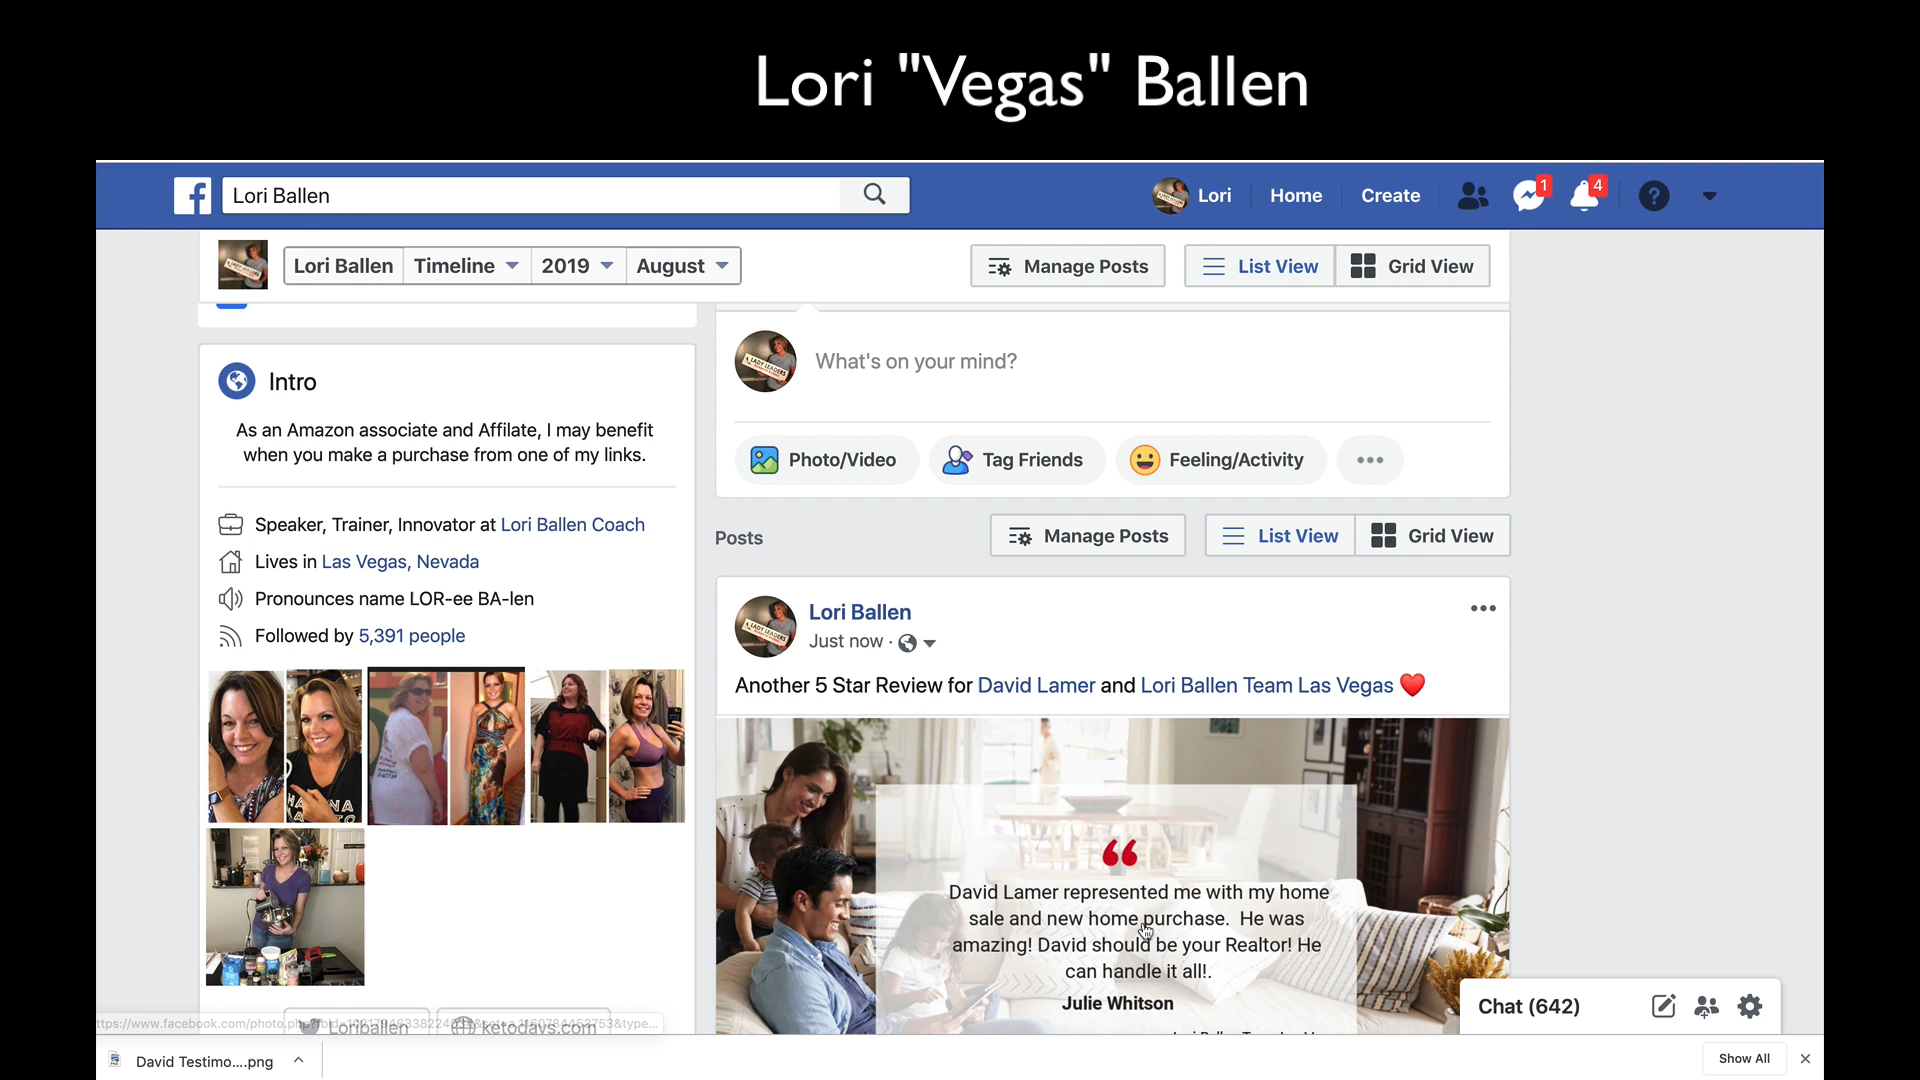 Lori "Vegas" Ballen
Lori Ballen
Lori
Home
Create
1
4
Lori Ballen
Timeline
2019
August
Manage Posts
List View
Grid View
Intro
As an Amazon associate and Affilate, I may benefit
when you make a purchase from one of my links.
Speaker, Trainer, Innovator at Lori Ballen Coach
Lives in Las Vegas, Nevada
Pronounces name LOR-ee BA-len
Followed by 5,391 people
Loriballen
ketodays.com
What's on your mind?
Photo/Video
Tag Friends
Feeling/Activity
Posts
Manage Posts
List View
Grid View
Lori Ballen
Just now
Another 5 Star Review for David Lamer and Lori Ballen Team Las Vegas
LADY LEADERS
“
David Lamer represented me with my home
sale and new home purchase. He was
amazing! David should be your Realtor! He
can handle it all!.
Julie Whitson
Chat (642)
David Testimo....png
Show All